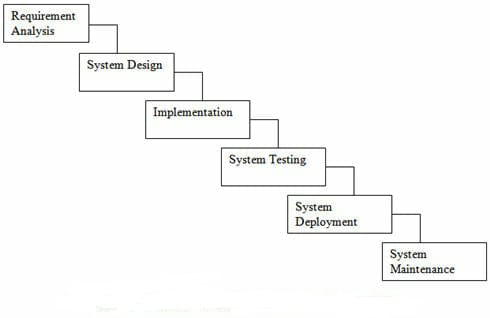 Requirement
Analysis
System Design
Implementation
System Testing
System
Deployment
System
Maintenance